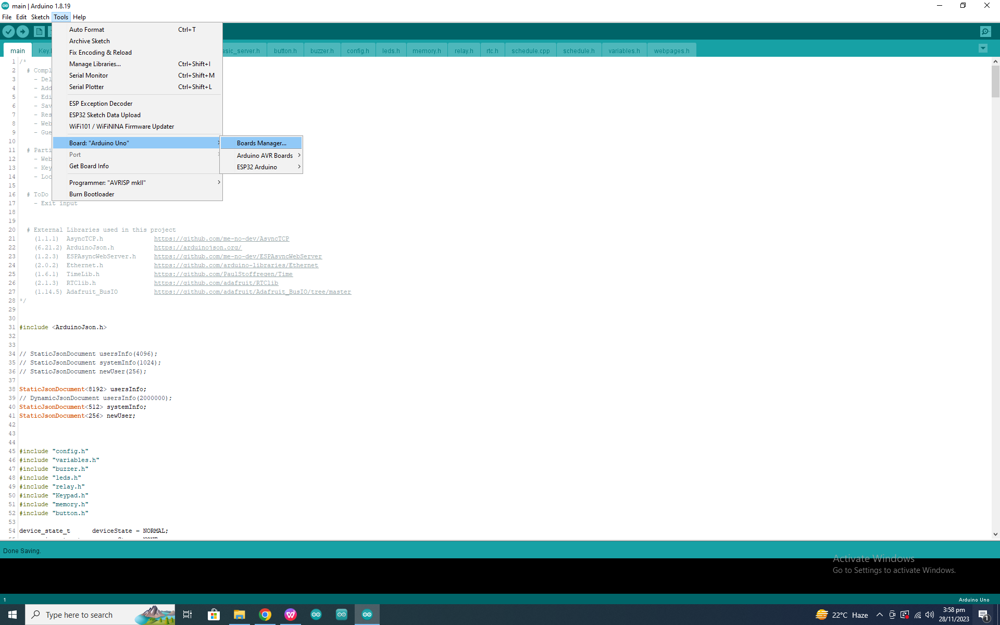 main | Arduino 1.8.19
File Edit Sketch Tools Help
Auto Format Ctrl+T
Archive Sketch
Fix Encoding & Reload
Manage Libraries... Ctrl+Shift+I
Serial Monitor Ctrl+Shift+M
Serial Plotter Ctrl+Shift+L
ESP Exception Decoder
ESP32 Sketch Data Upload
WiFi101 / WiFiNINA Firmware Updater
Board: "Arduino Uno"
Port
Get Board Info
Programmer: "AVRISP mkII"
Burn Bootloader
Boards Manager...
Arduino AVR Boards
ESP32 Arduino
main Key. asic_server.h button.h buzzer.h config.h leds.h memory.h relay.h rtc.h schedule.cpp schedule.h variables.h webpages.h
1 /*
2 # Compl
3 - Del
4 - Add
5 - Edi
6 - Sav
7 - Res
8 - Web
9 - Gue
10
11 # Parti
12 - Web
13 - Key
14 - Loc
15
16 # ToDo
17 - Exit input
18
19
20 # External Libraries used in this project
21 (1.1.1) AsyncTCP.h https://github.com/me-no-dev/AsyncTCP
22 (6.21.2) ArduinoJson.h https://arduinojson.org/
23 (1.2.3) ESPAsyncWebServer.h https://github.com/me-no-dev/ESPAsyncWebServer
24 (2.0.2) Ethernet.h https://github.com/arduino-libraries/Ethernet
25 (1.6.1) TimeLib.h https://github.com/PaulStoffregen/Time
26 (2.1.3) RTClib.h https://github.com/adafruit/RTClib
27 (1.14.5) Adafruit_BusIO https://github.com/adafruit/Adafruit_BusIO/tree/master
28 */
29
30
31 #include <ArduinoJson.h>
32
33
34 // StaticJsonDocument usersInfo(4096);
35 // StaticJsonDocument systemInfo(1024);
36 // StaticJsonDocument newUser(256);
37
38 StaticJsonDocument<8192> usersInfo;
39 // DynamicJsonDocument usersInfo(2000000);
40 StaticJsonDocument<512> systemInfo;
41 StaticJsonDocument<256> newUser;
42
43
44
45 #include "config.h"
46 #include "variables.h"
47 #include "buzzer.h"
48 #include "leds.h"
49 #include "relay.h"
50 #include "Keypad.h"
51 #include "memory.h"
52 #include "button.h"
53
54 device_state_t deviceState = NORMAL;
Done Saving.
Activate Windows
Go to Settings to activate Windows.
1 Arduino Uno
Type here to search
22°C Haze
3:58 pm
28/11/2023
1